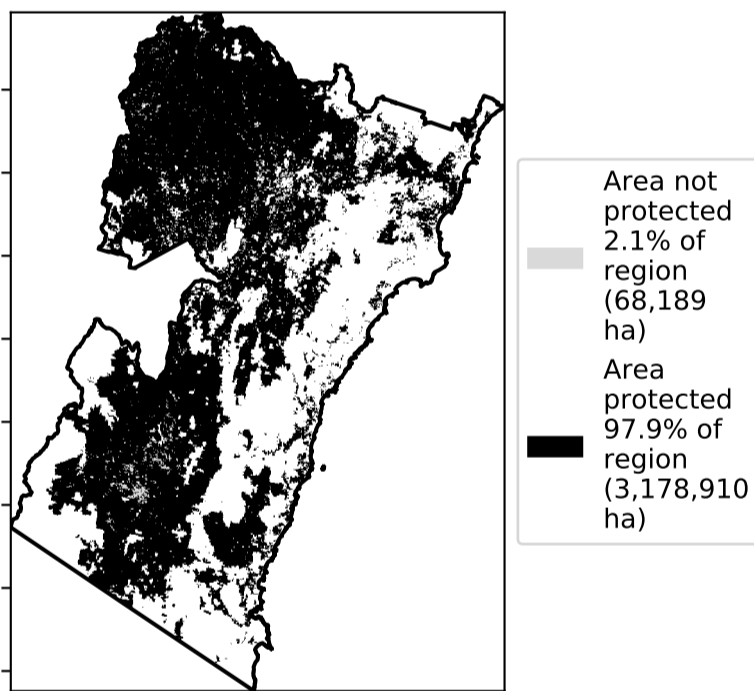 Area not
protected
2.1% of
region
(68,189
ha)
Area
protected
97.9% of
region
(3,178,910
ha)